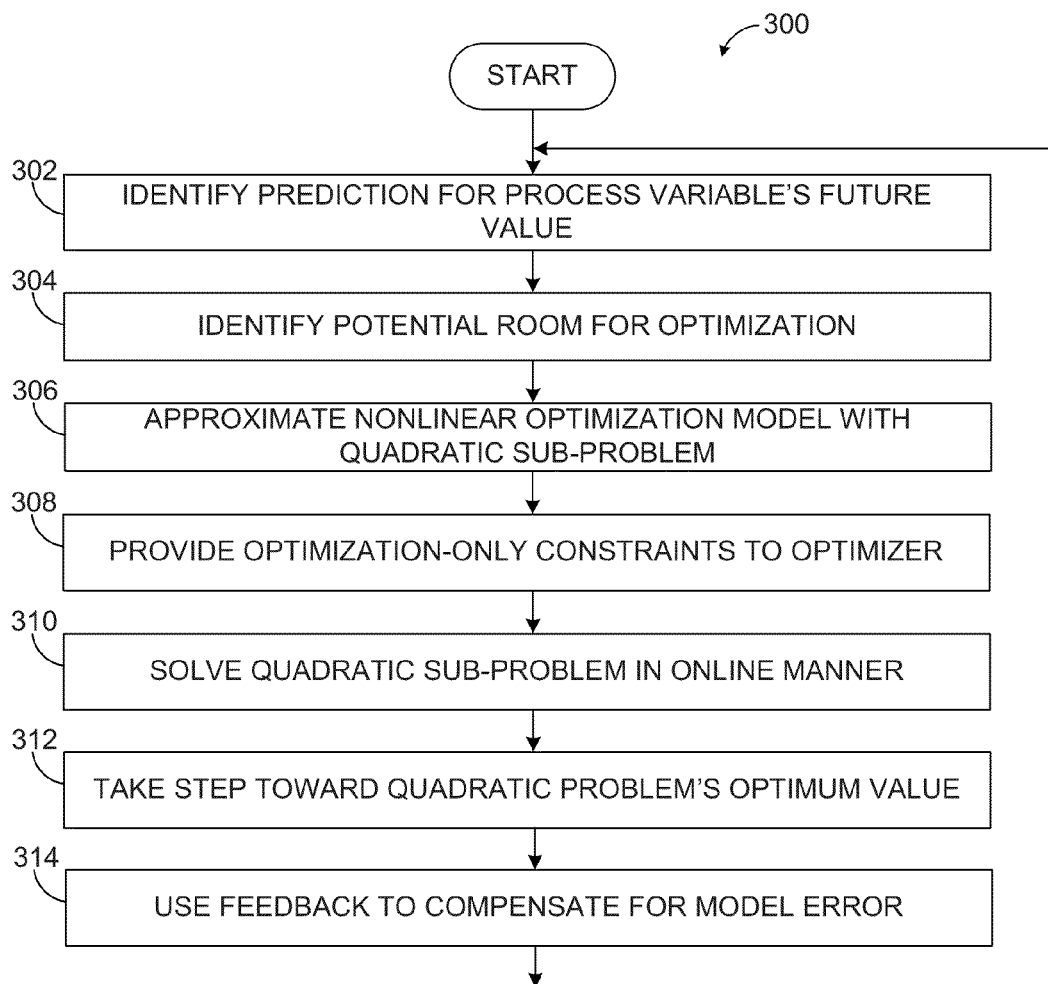 300
START
302
IDENTIFY PREDICTION FOR PROCESS VARIABLE'S FUTURE
VALUE
304
IDENTIFY POTENTIAL ROOM FOR OPTIMIZATION
306
APPROXIMATE NONLINEAR OPTIMIZATION MODEL WITH
QUADRATIC SUB-PROBLEM
308
PROVIDE OPTIMIZATION-ONLY CONSTRAINTS TO OPTIMIZER
310
SOLVE QUADRATIC SUB-PROBLEM IN ONLINE MANNER
312
TAKE STEP TOWARD QUADRATIC PROBLEM'S OPTIMUM VALUE
314
USE FEEDBACK TO COMPENSATE FOR MODEL ERROR